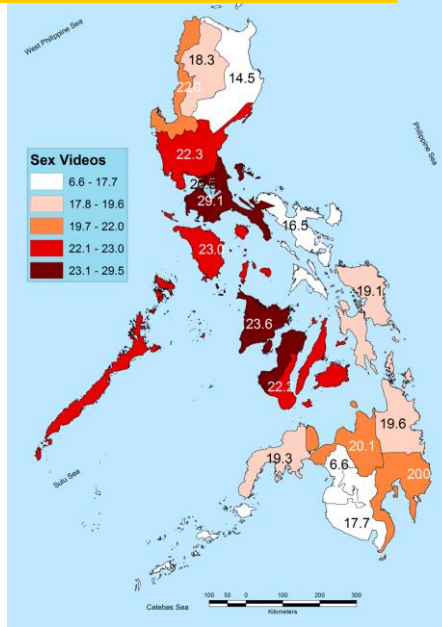 West Philippine Sea
18.3
14.5
22.0
Philippine Sea
Sex Videos
6.6 - 17.7
17.8 - 19.6
19.7 - 22.0
22.1 - 23.0
23.1 - 29.5
22.3
29.1
16.5
23.0
19.1
23.6
22.2
19.6
20.1
19.3
6.6
20.0
17.7
Sulu Sea
100 50 0 100 200 300
Kilometers
Celebes Sea